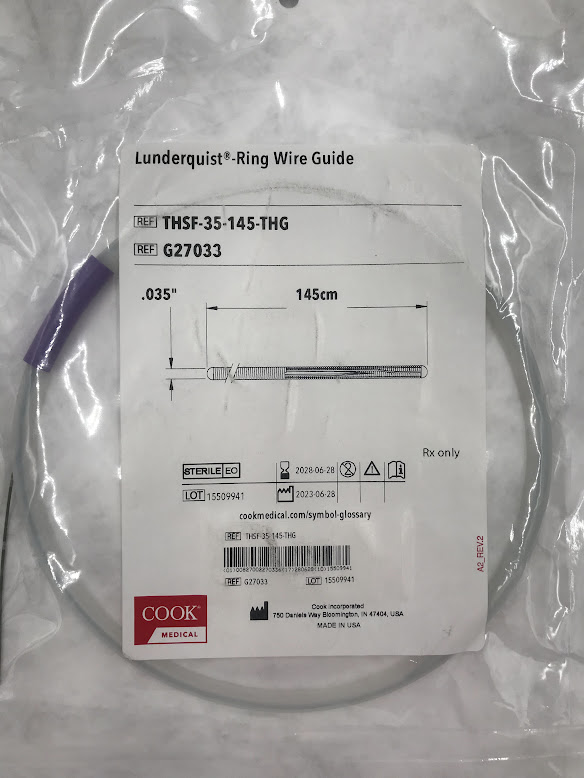 Lunderquist®-Ring Wire Guide
REF THSF-35-145-THG
REF G27033
.035" 145cm
Rx only
STERILE EO 2028-06-28
LOT 15509941 2023-06-28
cookmedical.com/symbol-glossary
REF THSF-35-145-THG
REF G27033 LOT 15509941
A2_REV.2
COOK®
MEDICAL
Cook Incorporated
750 Daniels Way Bloomington, IN 47404, USA
MADE IN USA